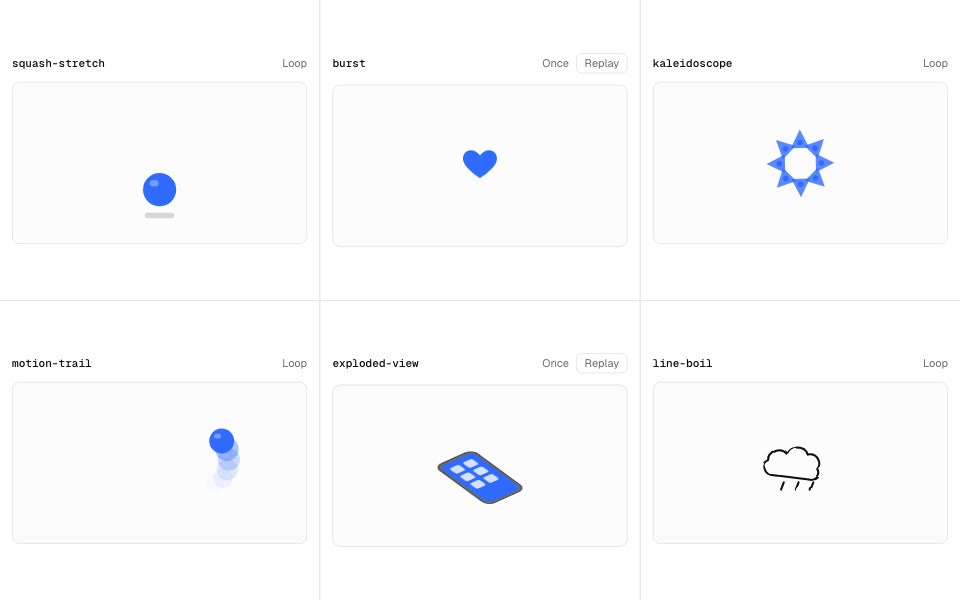 squash-stretch Loop
burst Once Replay
kaleidoscope Loop
motion-trail Loop
exploded-view Once Replay
line-boil Loop